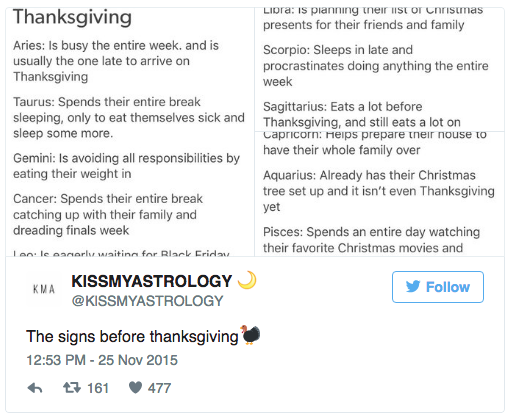 Thanksgiving
Aries: Is busy the entire week. and is
usually the one late to arrive on
Thanksgiving
Taurus: Spends their entire break
sleeping, only to eat themselves sick and
sleep some more.
Gemini: Is avoiding all responsibilities by
eating their weight in
Cancer: Spends their entire break
catching up with their family and
dreading finals week
Leo: Is eagerly waiting for Black Friday
Libra: Is planning their list of Christmas
presents for their friends and family
Scorpio: Sleeps in late and
procrastinates doing anything the entire
week
Sagittarius: Eats a lot before
Thanksgiving, and still eats a lot on
Capricorn: Helps prepare their house to
have their whole family over
Aquarius: Already has their Christmas
tree set up and it isn't even Thanksgiving
yet
Pisces: Spends an entire day watching
their favorite Christmas movies and
KMA
KISSMYASTROLOGY🌙
@KISSMYASTROLOGY
Follow
The signs before thanksgiving🦃
12:53 PM - 25 Nov 2015
161 477